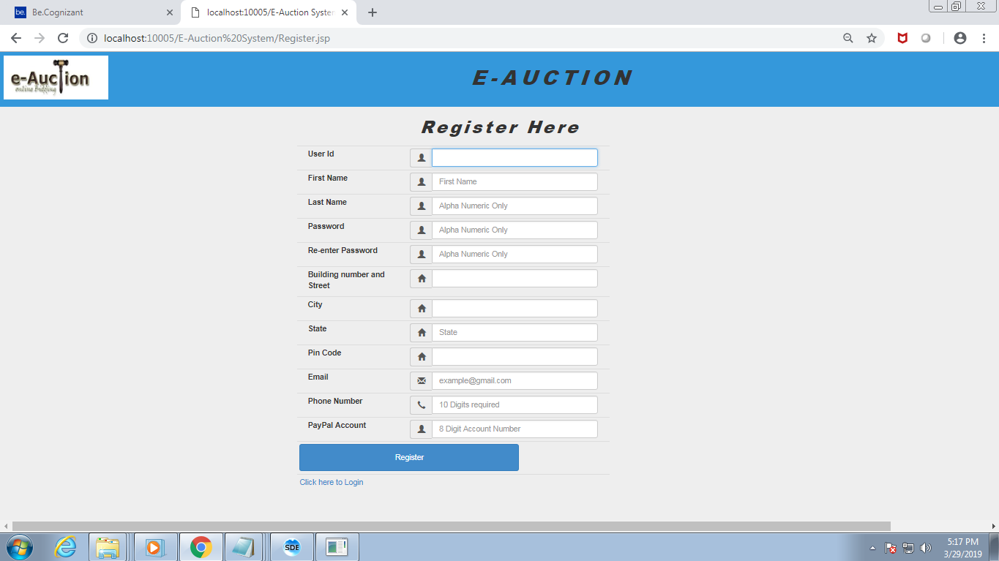 Be.Cognizant
localhost:10005/E-Auction System
localhost:10005/E-Auction%20System/Register.jsp
e-Auction
online Bidding
E-AUCTION
Register Here
User Id
First Name
First Name
Last Name
Alpha Numeric Only
Password
Alpha Numeric Only
Re-enter Password
Alpha Numeric Only
Building number and
Street
City
State
State
Pin Code
Email
example@gmail.com
Phone Number
10 Digits required
PayPal Account
8 Digit Account Number
Register
Click here to Login
be.
SDE
5:17 PM
3/29/2019